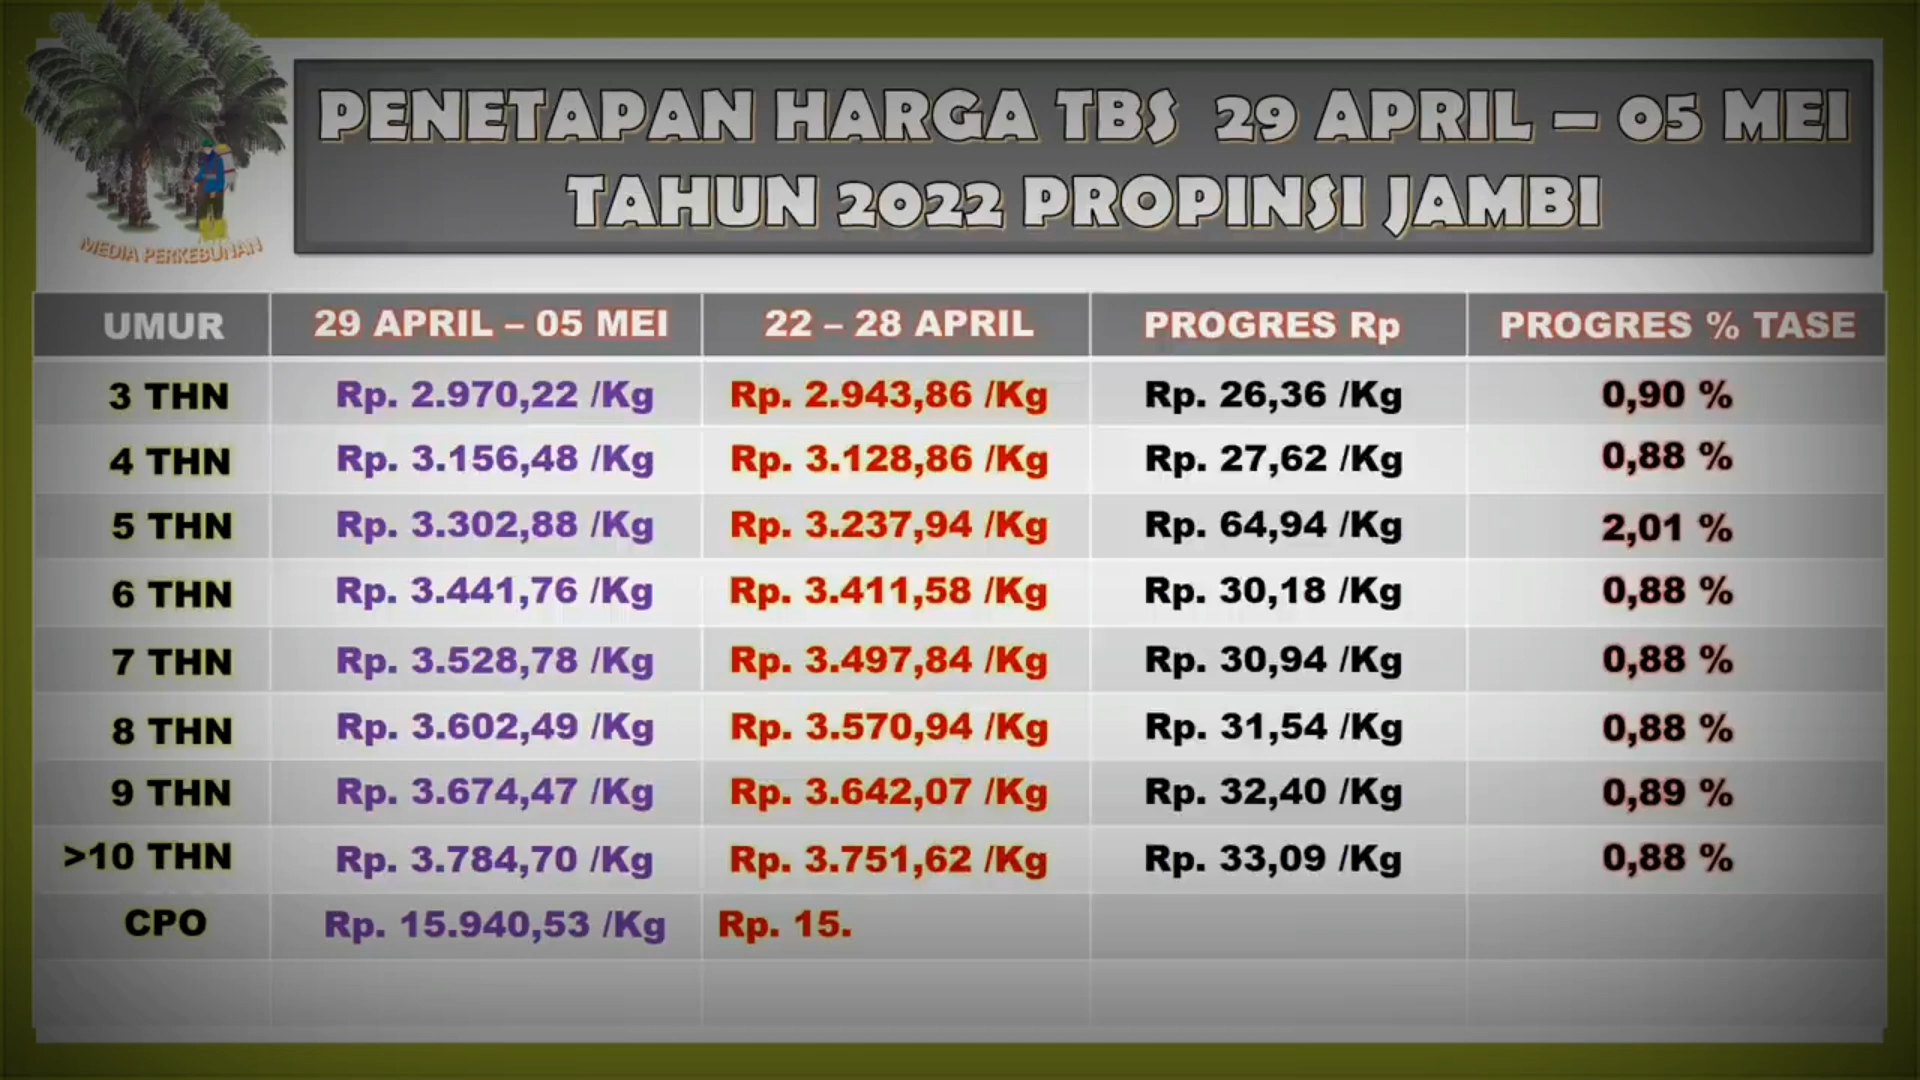 MEDIA PERKEBUNAN
PENETAPAN HARGA TBS 29 APRIL – 05 MEI
TAHUN 2022 PROPINSI JAMBI
UMUR 29 APRIL – 05 MEI 22 – 28 APRIL PROGRES Rp PROGRES % TASE
3 THN Rp. 2.970,22 /Kg Rp. 2.943,86 /Kg Rp. 26,36 /Kg 0,90 %
4 THN Rp. 3.156,48 /Kg Rp. 3.128,86 /Kg Rp. 27,62 /Kg 0,88 %
5 THN Rp. 3.302,88 /Kg Rp. 3.237,94 /Kg Rp. 64,94 /Kg 2,01 %
6 THN Rp. 3.441,76 /Kg Rp. 3.411,58 /Kg Rp. 30,18 /Kg 0,88 %
7 THN Rp. 3.528,78 /Kg Rp. 3.497,84 /Kg Rp. 30,94 /Kg 0,88 %
8 THN Rp. 3.602,49 /Kg Rp. 3.570,94 /Kg Rp. 31,54 /Kg 0,88 %
9 THN Rp. 3.674,47 /Kg Rp. 3.642,07 /Kg Rp. 32,40 /Kg 0,89 %
>10 THN Rp. 3.784,70 /Kg Rp. 3.751,62 /Kg Rp. 33,09 /Kg 0,88 %
CPO Rp. 15.940,53 /Kg Rp. 15.